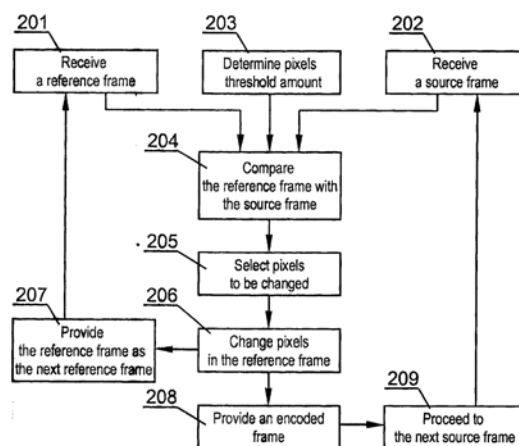 201
Receive
a reference frame
203
Determine pixels
threshold amount
202
Receive
a source frame
204
Compare
the reference frame with
the source frame
205
Select pixels
to be changed
206
Change pixels
in the reference frame
207
Provide
the reference frame as
the next reference frame
208
Provide an encoded
frame
209
Proceed to
the next source frame